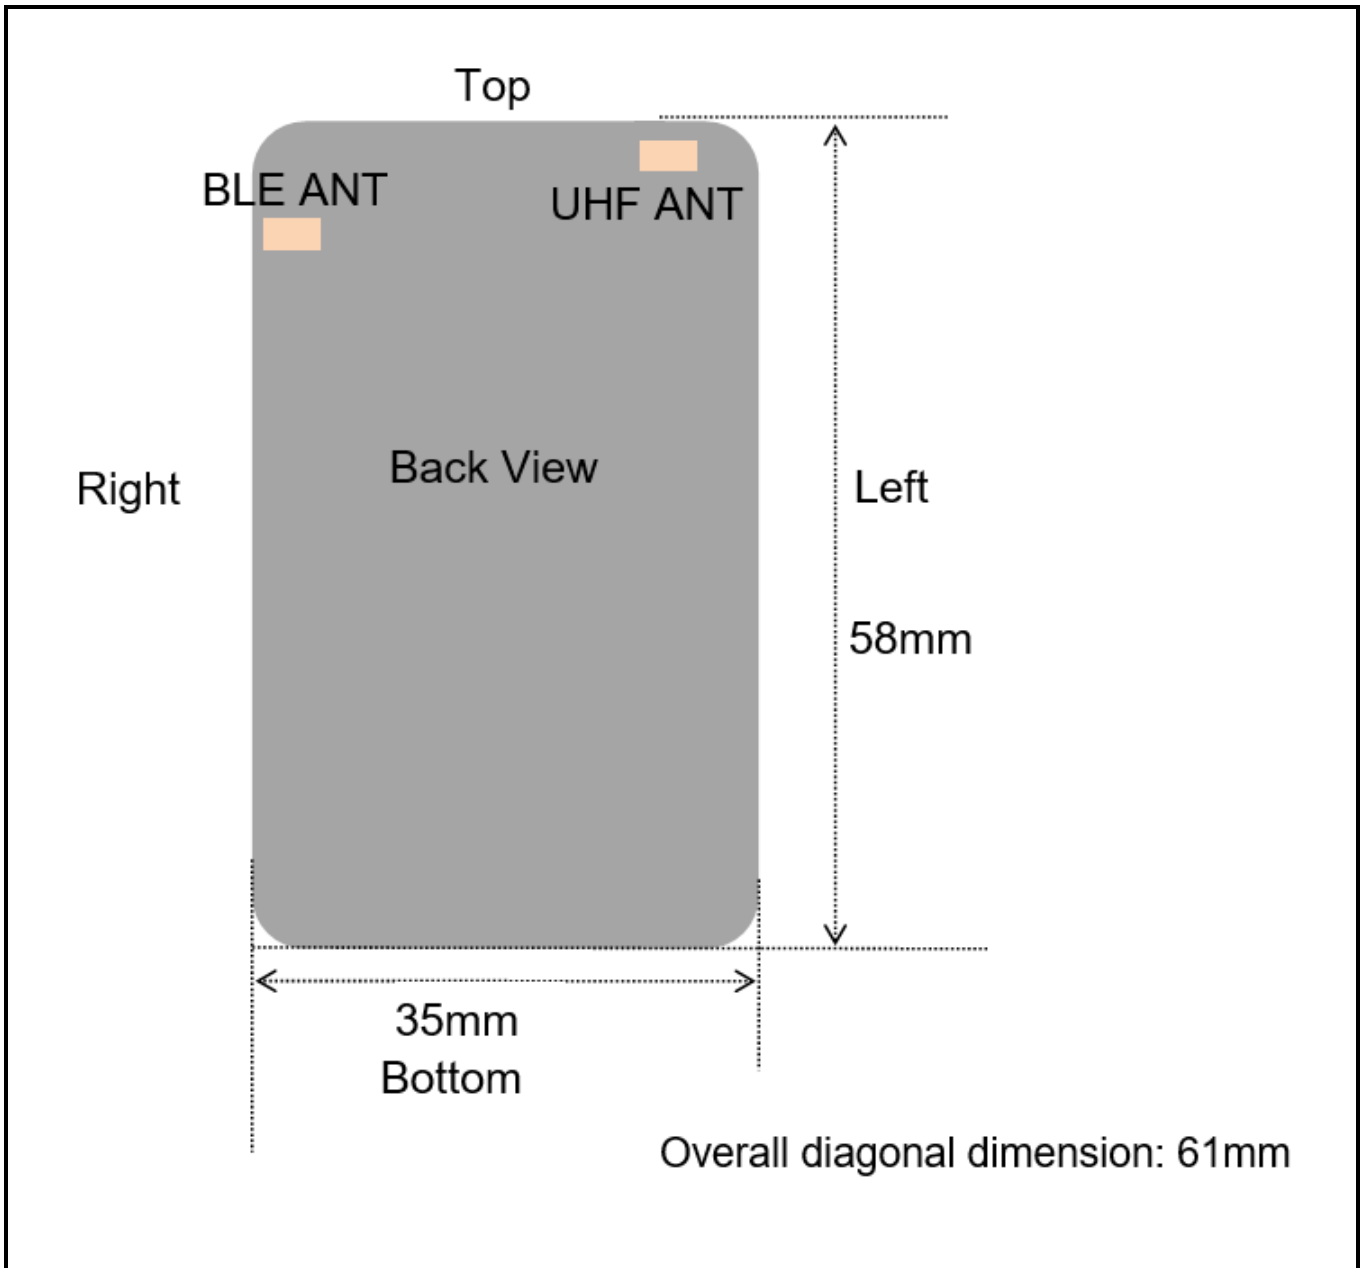 Top
BLE ANT
UHF ANT
Back View
Right
Left
58mm
35mm
Bottom
Overall diagonal dimension: 61mm